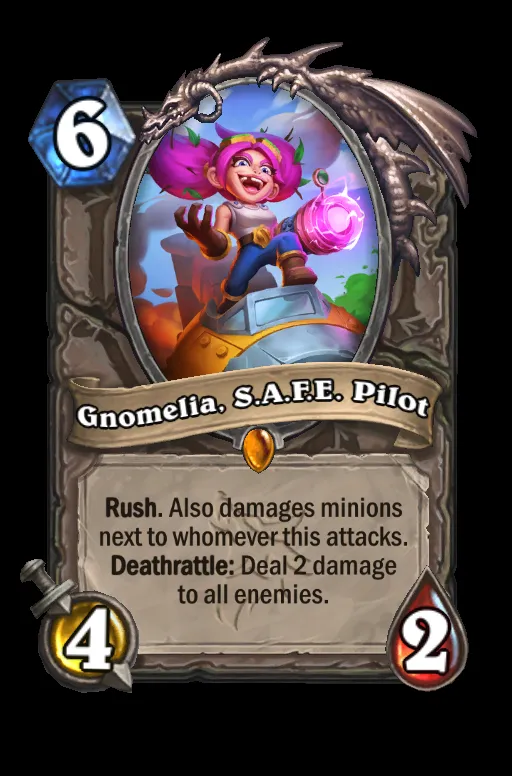 6
Gnomelia, S.A.F.E. Pilot
Rush. Also damages minions
next to whomever this attacks.
Deathrattle: Deal 2 damage
to all enemies.
4
2